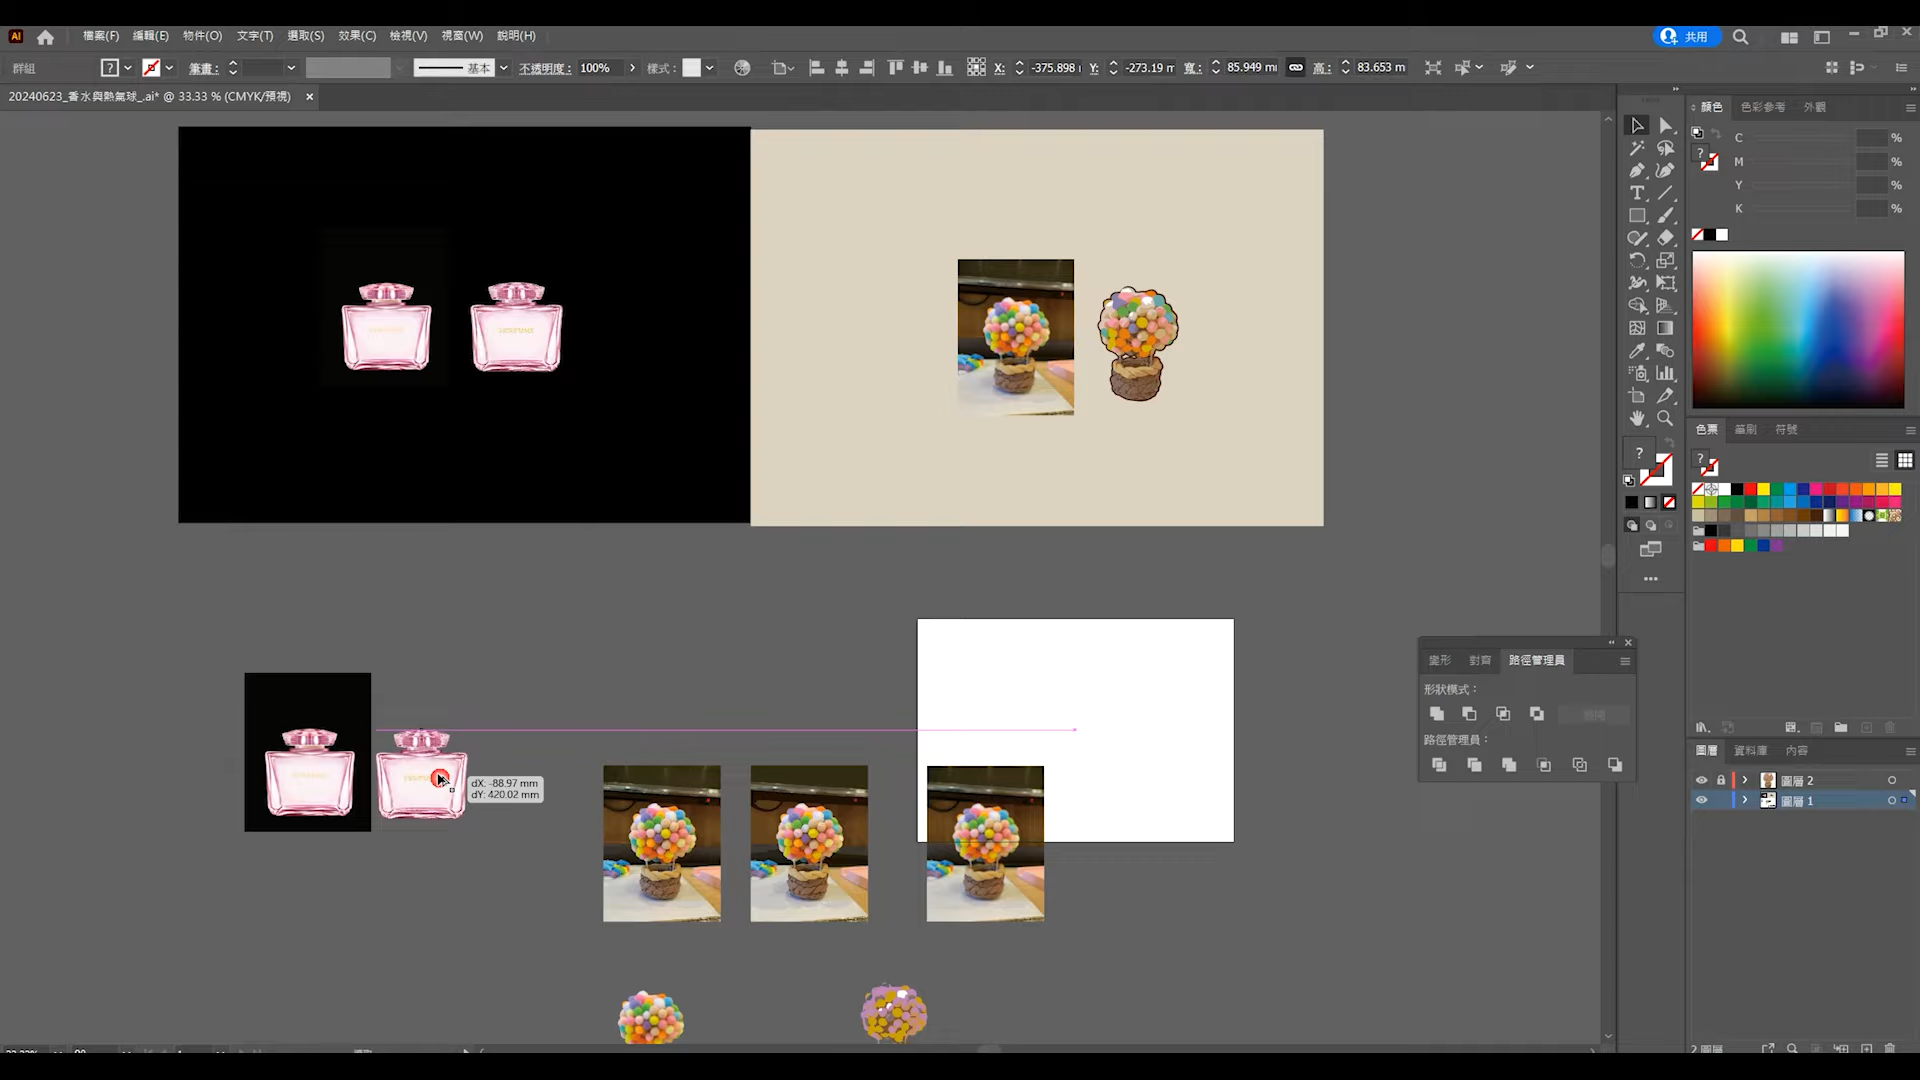 Ai 檔案(F) 編輯(E) 物件(O) 文字(T) 選取(S) 效果(C) 檢視(V) 視窗(W) 說明(H) 共用
群組 ? 筆畫： 基本 不透明度： 100% 樣式： X: -375.898 Y: -273.19 m 寬： 85.949 m 高： 83.653 m
20240623_香水與熱氣球_.ai* @ 33.33 % (CMYK/預視) ×
顏色 色彩參考 外觀
C %
M %
Y %
K %
色票 筆刷 符號
變形 對齊 路徑管理員
形狀模式：
路徑管理員：
dX: -88.97 mm
dY: 420.02 mm
圖層 資料庫 內容
圖層 2
圖層 1
2 圖層